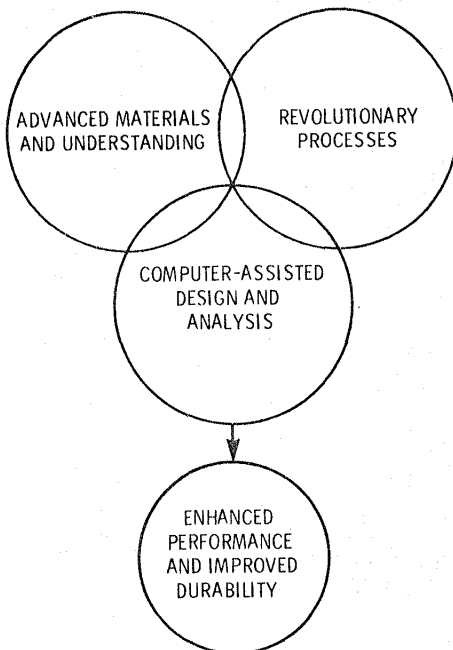 ADVANCED MATERIALS
AND UNDERSTANDING
REVOLUTIONARY
PROCESSES
COMPUTER-ASSISTED
DESIGN AND
ANALYSIS
ENHANCED
PERFORMANCE
AND IMPROVED
DURABILITY